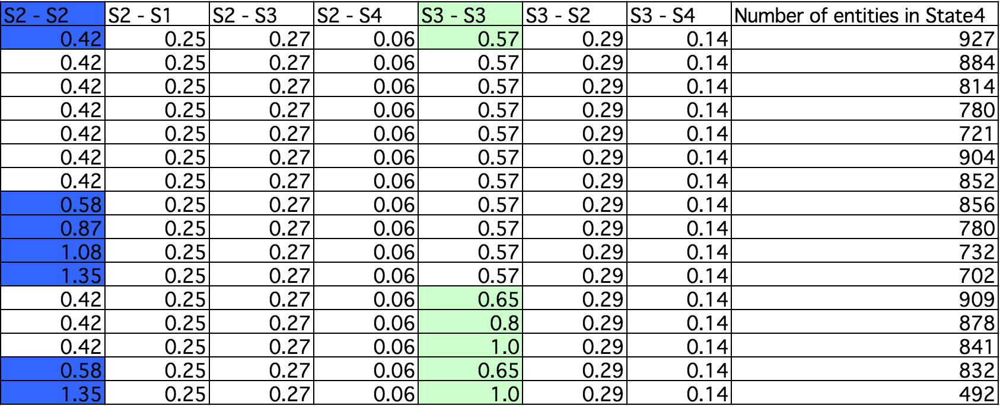 S2 - S2 S2 - S1 S2 - S3 S2 - S4 S3 - S3 S3 - S2 S3 - S4 Number of entities in State4
0.42 0.25 0.27 0.06 0.57 0.29 0.14 927
0.42 0.25 0.27 0.06 0.57 0.29 0.14 884
0.42 0.25 0.27 0.06 0.57 0.29 0.14 814
0.42 0.25 0.27 0.06 0.57 0.29 0.14 780
0.42 0.25 0.27 0.06 0.57 0.29 0.14 721
0.42 0.25 0.27 0.06 0.57 0.29 0.14 904
0.42 0.25 0.27 0.06 0.57 0.29 0.14 852
0.58 0.25 0.27 0.06 0.57 0.29 0.14 856
0.87 0.25 0.27 0.06 0.57 0.29 0.14 780
1.08 0.25 0.27 0.06 0.57 0.29 0.14 732
1.35 0.25 0.27 0.06 0.57 0.29 0.14 702
0.42 0.25 0.27 0.06 0.65 0.29 0.14 909
0.42 0.25 0.27 0.06 0.8 0.29 0.14 878
0.42 0.25 0.27 0.06 1.0 0.29 0.14 841
0.58 0.25 0.27 0.06 0.65 0.29 0.14 832
1.35 0.25 0.27 0.06 1.0 0.29 0.14 492